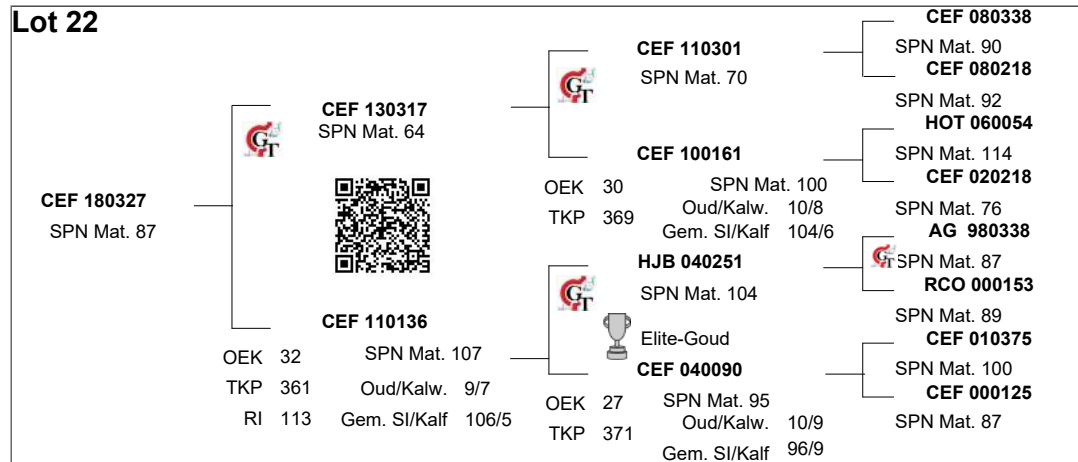 Lot 22
CEF 180327
SPN Mat. 87
GT
CEF 130317
SPN Mat. 64
CEF 110136
OEK 32 SPN Mat. 107
TKP 361 Oud/Kalw. 9/7
RI 113 Gem. SI/Kalf 106/5
CEF 110301
GT
SPN Mat. 70
CEF 100161
OEK 30 SPN Mat. 100
TKP 369 Oud/Kalw. 10/8
Gem. SI/Kalf 104/6
HJB 040251
GT
SPN Mat. 104
Elite-Goud
CEF 040090
OEK 27 SPN Mat. 95
TKP 371 Oud/Kalw. 10/9
Gem. SI/Kalf 96/9
CEF 080338
SPN Mat. 90
CEF 080218
SPN Mat. 92
HOT 060054
SPN Mat. 114
CEF 020218
SPN Mat. 76
AG 980338
GT SPN Mat. 87
RCO 000153
SPN Mat. 89
CEF 010375
SPN Mat. 100
CEF 000125
SPN Mat. 87